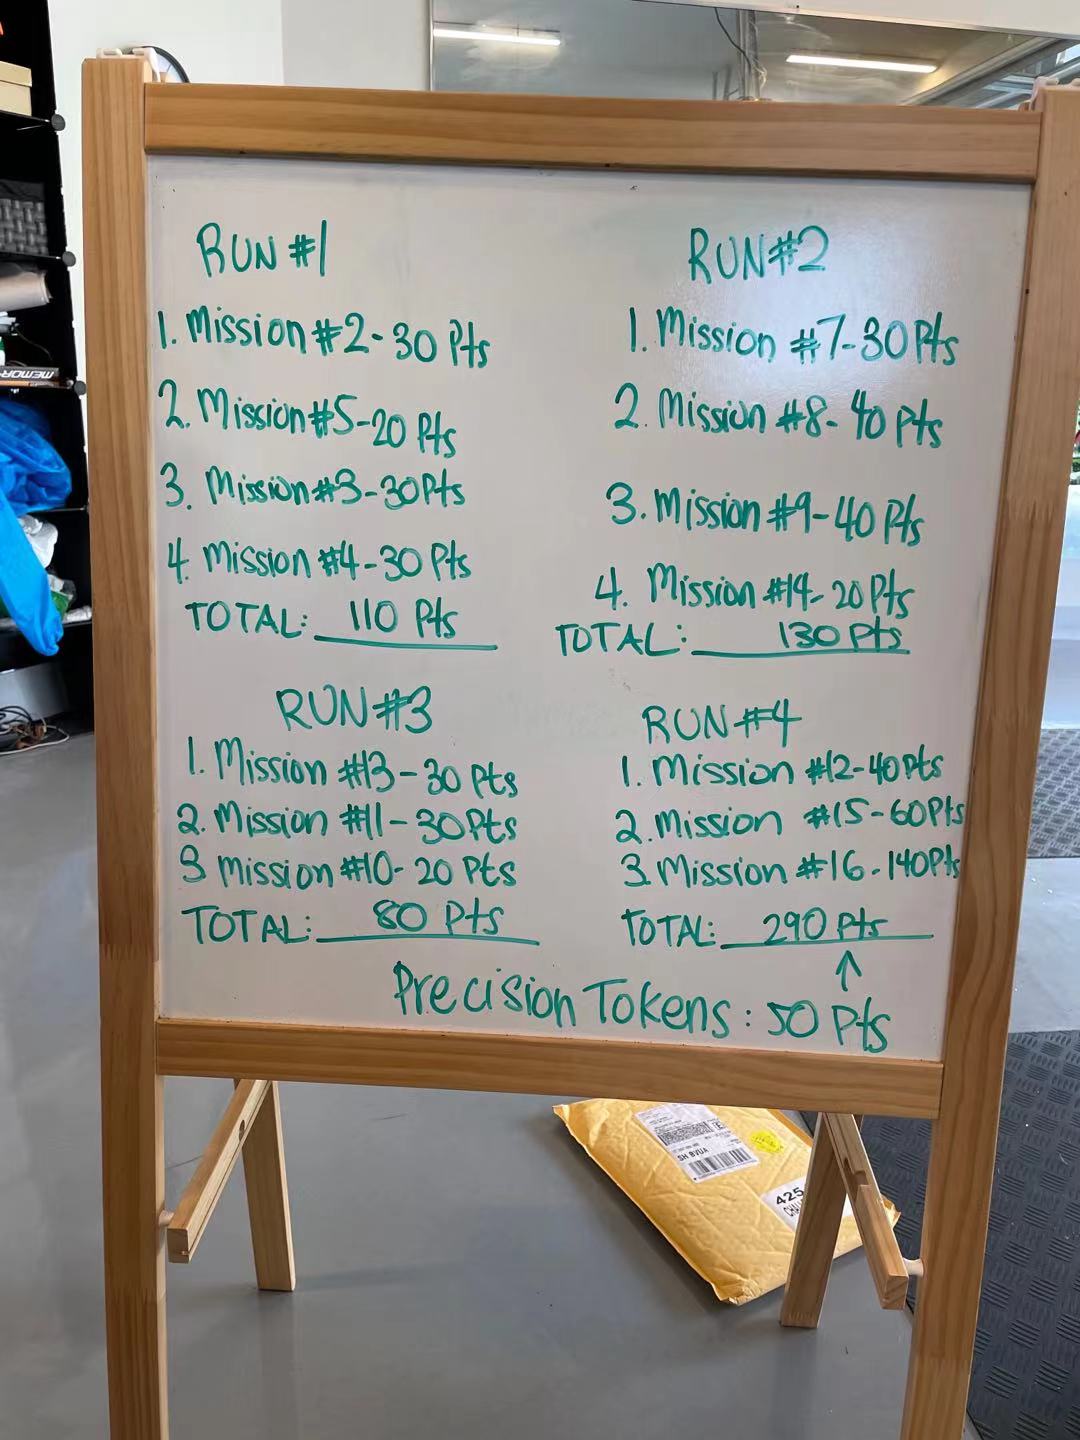 RUN #1
1. Mission #2-30 Pts
2. Mission #5-20 Pts
3. Mission #3-30 Pts
4. Mission #4-30 Pts
TOTAL: 110 Pts
RUN #2
1. Mission #7-30 Pts
2. Mission #8-40 Pts
3. Mission #9-40 Pts
4. Mission #14-20 Pts
TOTAL: 130 Pts
RUN #3
1. Mission #13-30 Pts
2. Mission #11-30 Pts
3 Mission #10-20 Pts
TOTAL: 80 Pts
RUN #4
1. Mission #12-40 Pts
2. Mission #15-60 Pts
3. Mission #16-140 Pts
TOTAL: 290 Pts
↑
Precision Tokens: 50 Pts
SH BVUA
425